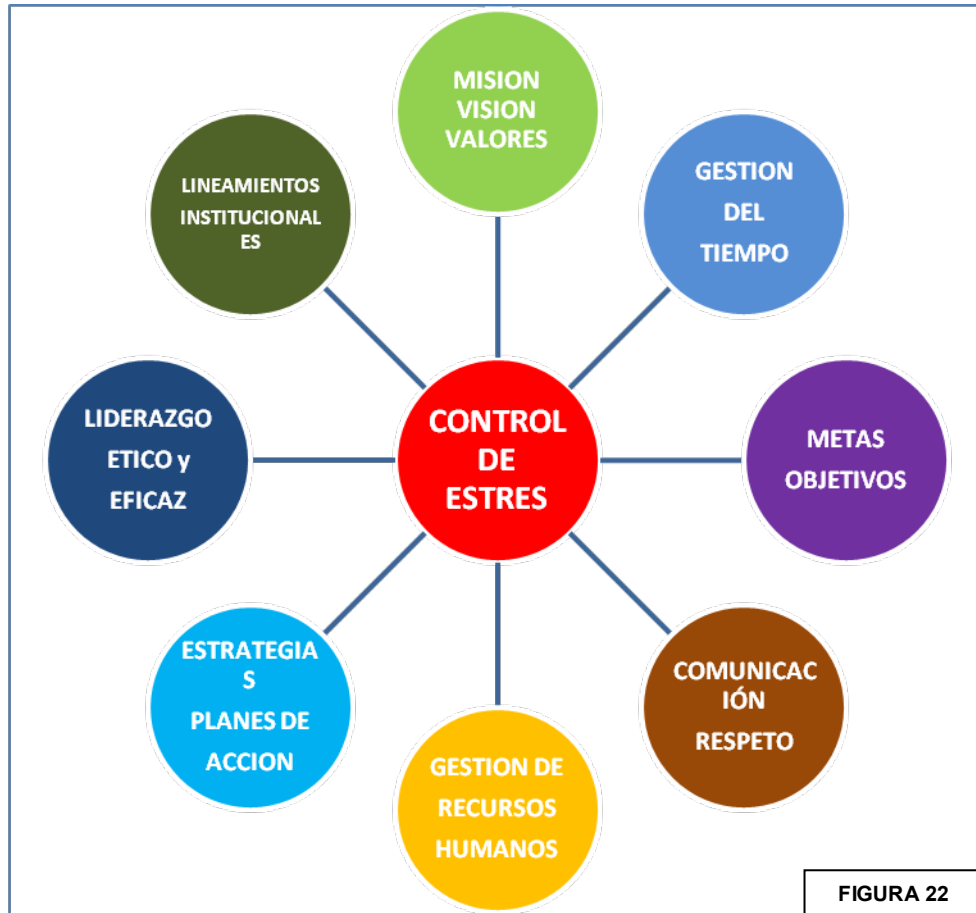 MISION
VISION
VALORES
GESTION
DEL
TIEMPO
METAS
OBJETIVOS
COMUNICAC
IÓN
RESPETO
GESTION DE
RECURSOS
HUMANOS
ESTRATEGIA
S
PLANES DE
ACCION
LIDERAZGO
ETICO y
EFICAZ
LINEAMIENTOS
INSTITUCIONAL
ES
CONTROL
DE
ESTRES
FIGURA 22